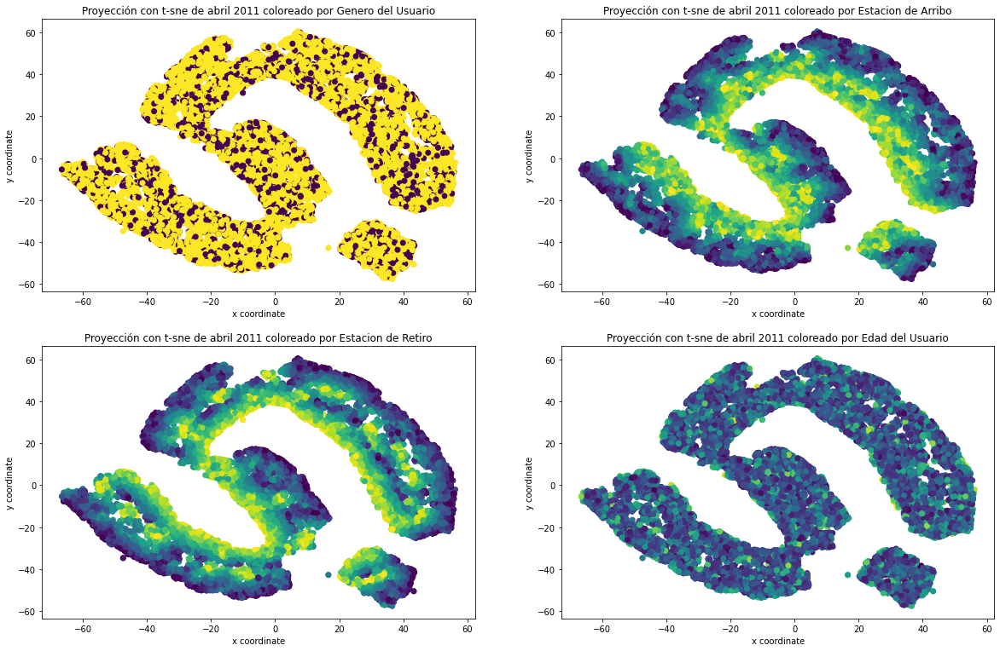 Proyección con t-sne de abril 2011 coloreado por Genero del Usuario
60
40
20
0
−20
−40
−60
y coordinate
−60 −40 −20 0 20 40 60
x coordinate
Proyección con t-sne de abril 2011 coloreado por Estacion de Arribo
60
40
20
0
−20
−40
−60
y coordinate
−60 −40 −20 0 20 40 60
x coordinate
Proyección con t-sne de abril 2011 coloreado por Estacion de Retiro
60
40
20
0
−20
−40
−60
y coordinate
−60 −40 −20 0 20 40 60
x coordinate
Proyección con t-sne de abril 2011 coloreado por Edad del Usuario
60
40
20
0
−20
−40
−60
y coordinate
−60 −40 −20 0 20 40 60
x coordinate